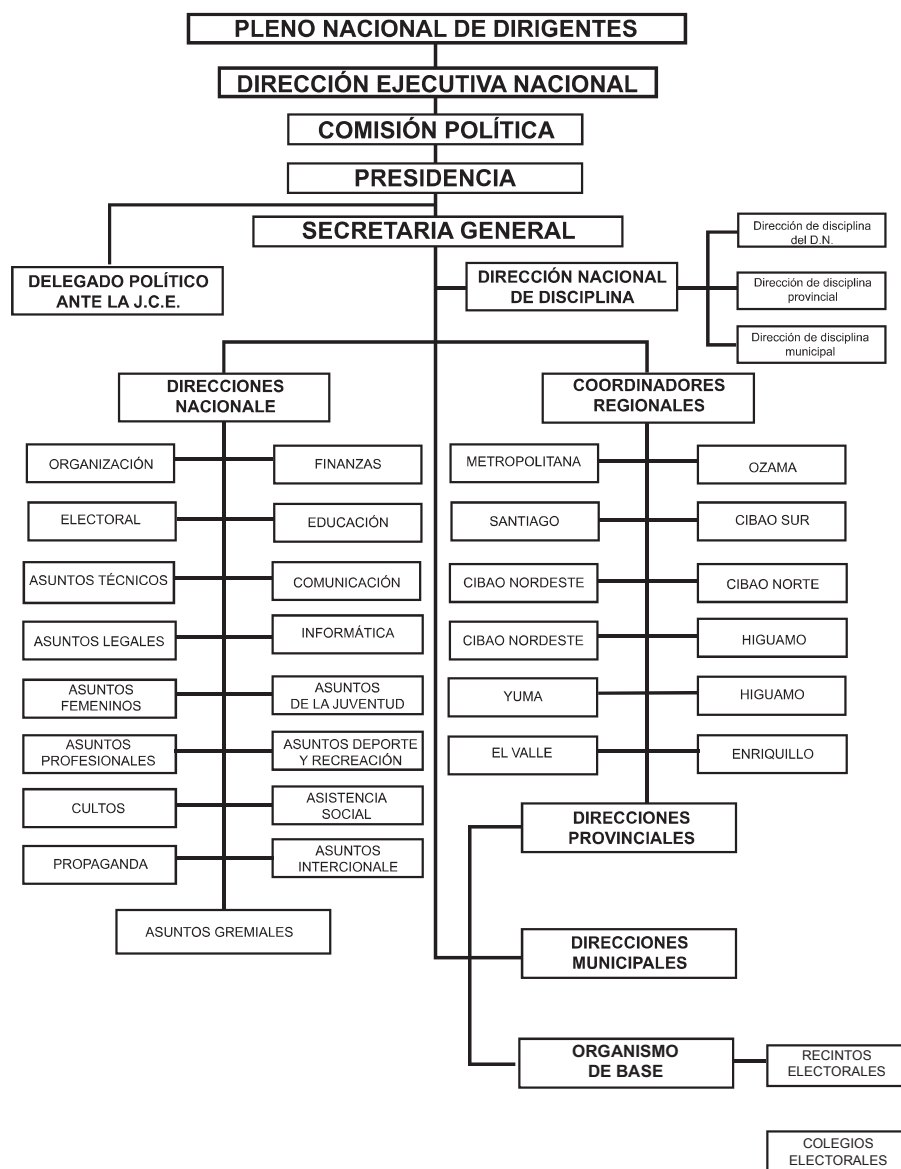 PLENO NACIONAL DE DIRIGENTES
DIRECCIÓN EJECUTIVA NACIONAL
COMISIÓN POLÍTICA
PRESIDENCIA
SECRETARIA GENERAL
DELEGADO POLÍTICO
ANTE LA J.C.E.
DIRECCIÓN NACIONAL
DE DISCIPLINA
Dirección de disciplina
del D.N.
Dirección de disciplina
provincial
Dirección de disciplina
municipal
DIRECCIONES
NACIONALE
ORGANIZACIÓN
FINANZAS
ELECTORAL
EDUCACIÓN
ASUNTOS TÉCNICOS
COMUNICACIÓN
ASUNTOS LEGALES
INFORMÁTICA
ASUNTOS
FEMENINOS
ASUNTOS
DE LA JUVENTUD
ASUNTOS
PROFESIONALES
ASUNTOS DEPORTE
Y RECREACIÓN
CULTOS
ASISTENCIA
SOCIAL
PROPAGANDA
ASUNTOS
INTERCIONALE
ASUNTOS GREMIALES
COORDINADORES
REGIONALES
METROPOLITANA
OZAMA
SANTIAGO
CIBAO SUR
CIBAO NORDESTE
CIBAO NORTE
CIBAO NORDESTE
HIGUAMO
YUMA
HIGUAMO
EL VALLE
ENRIQUILLO
DIRECCIONES
PROVINCIALES
DIRECCIONES
MUNICIPALES
ORGANISMO
DE BASE
RECINTOS
ELECTORALES
COLEGIOS
ELECTORALES